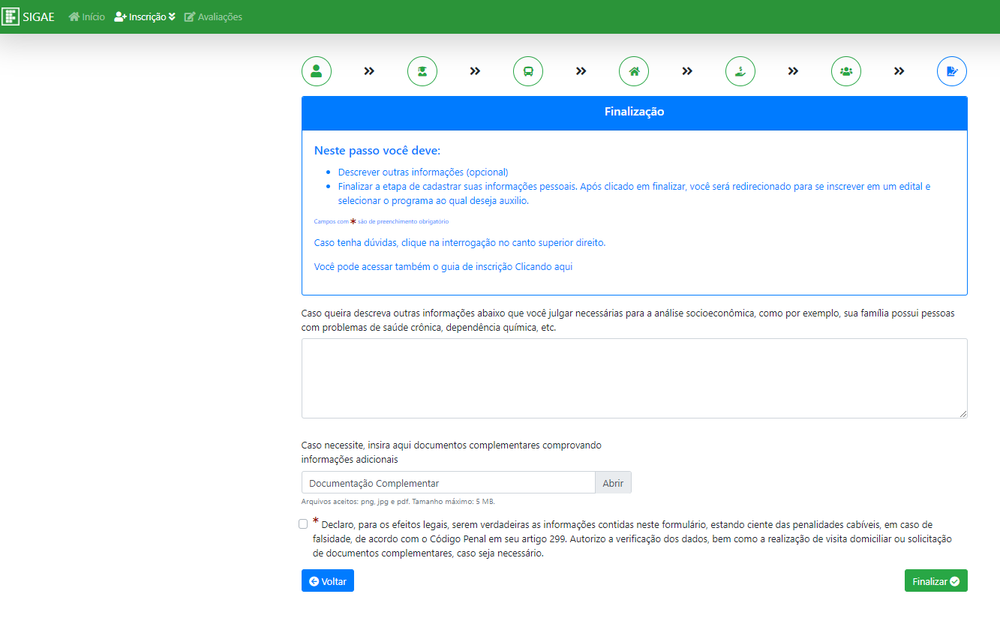 SIGAE Início Inscrição Avaliações
Finalização
Neste passo você deve:
Descrever outras informações (opcional)
Finalizar a etapa de cadastrar suas informações pessoais. Após clicado em finalizar, você será redirecionado para se inscrever em um edital e
selecionar o programa ao qual deseja auxilio.
Campos com * são de preenchimento obrigatório
Caso tenha dúvidas, clique na interrogação no canto superior direito.
Você pode acessar também o guia de inscrição Clicando aqui
Caso queira descreva outras informações abaixo que você julgar necessárias para a análise socioeconômica, como por exemplo, sua família possui pessoas
com problemas de saúde crônica, dependência química, etc.
Caso necessite, insira aqui documentos complementares comprovando
informações adicionais
Documentação Complementar Abrir
Arquivos aceitos: png, jpg e pdf. Tamanho máximo: 5 MB.
* Declaro, para os efeitos legais, serem verdadeiras as informações contidas neste formulário, estando ciente das penalidades cabíveis, em caso de
falsidade, de acordo com o Código Penal em seu artigo 299. Autorizo a verificação dos dados, bem como a realização de visita domiciliar ou solicitação
de documentos complementares, caso seja necessário.
Voltar Finalizar